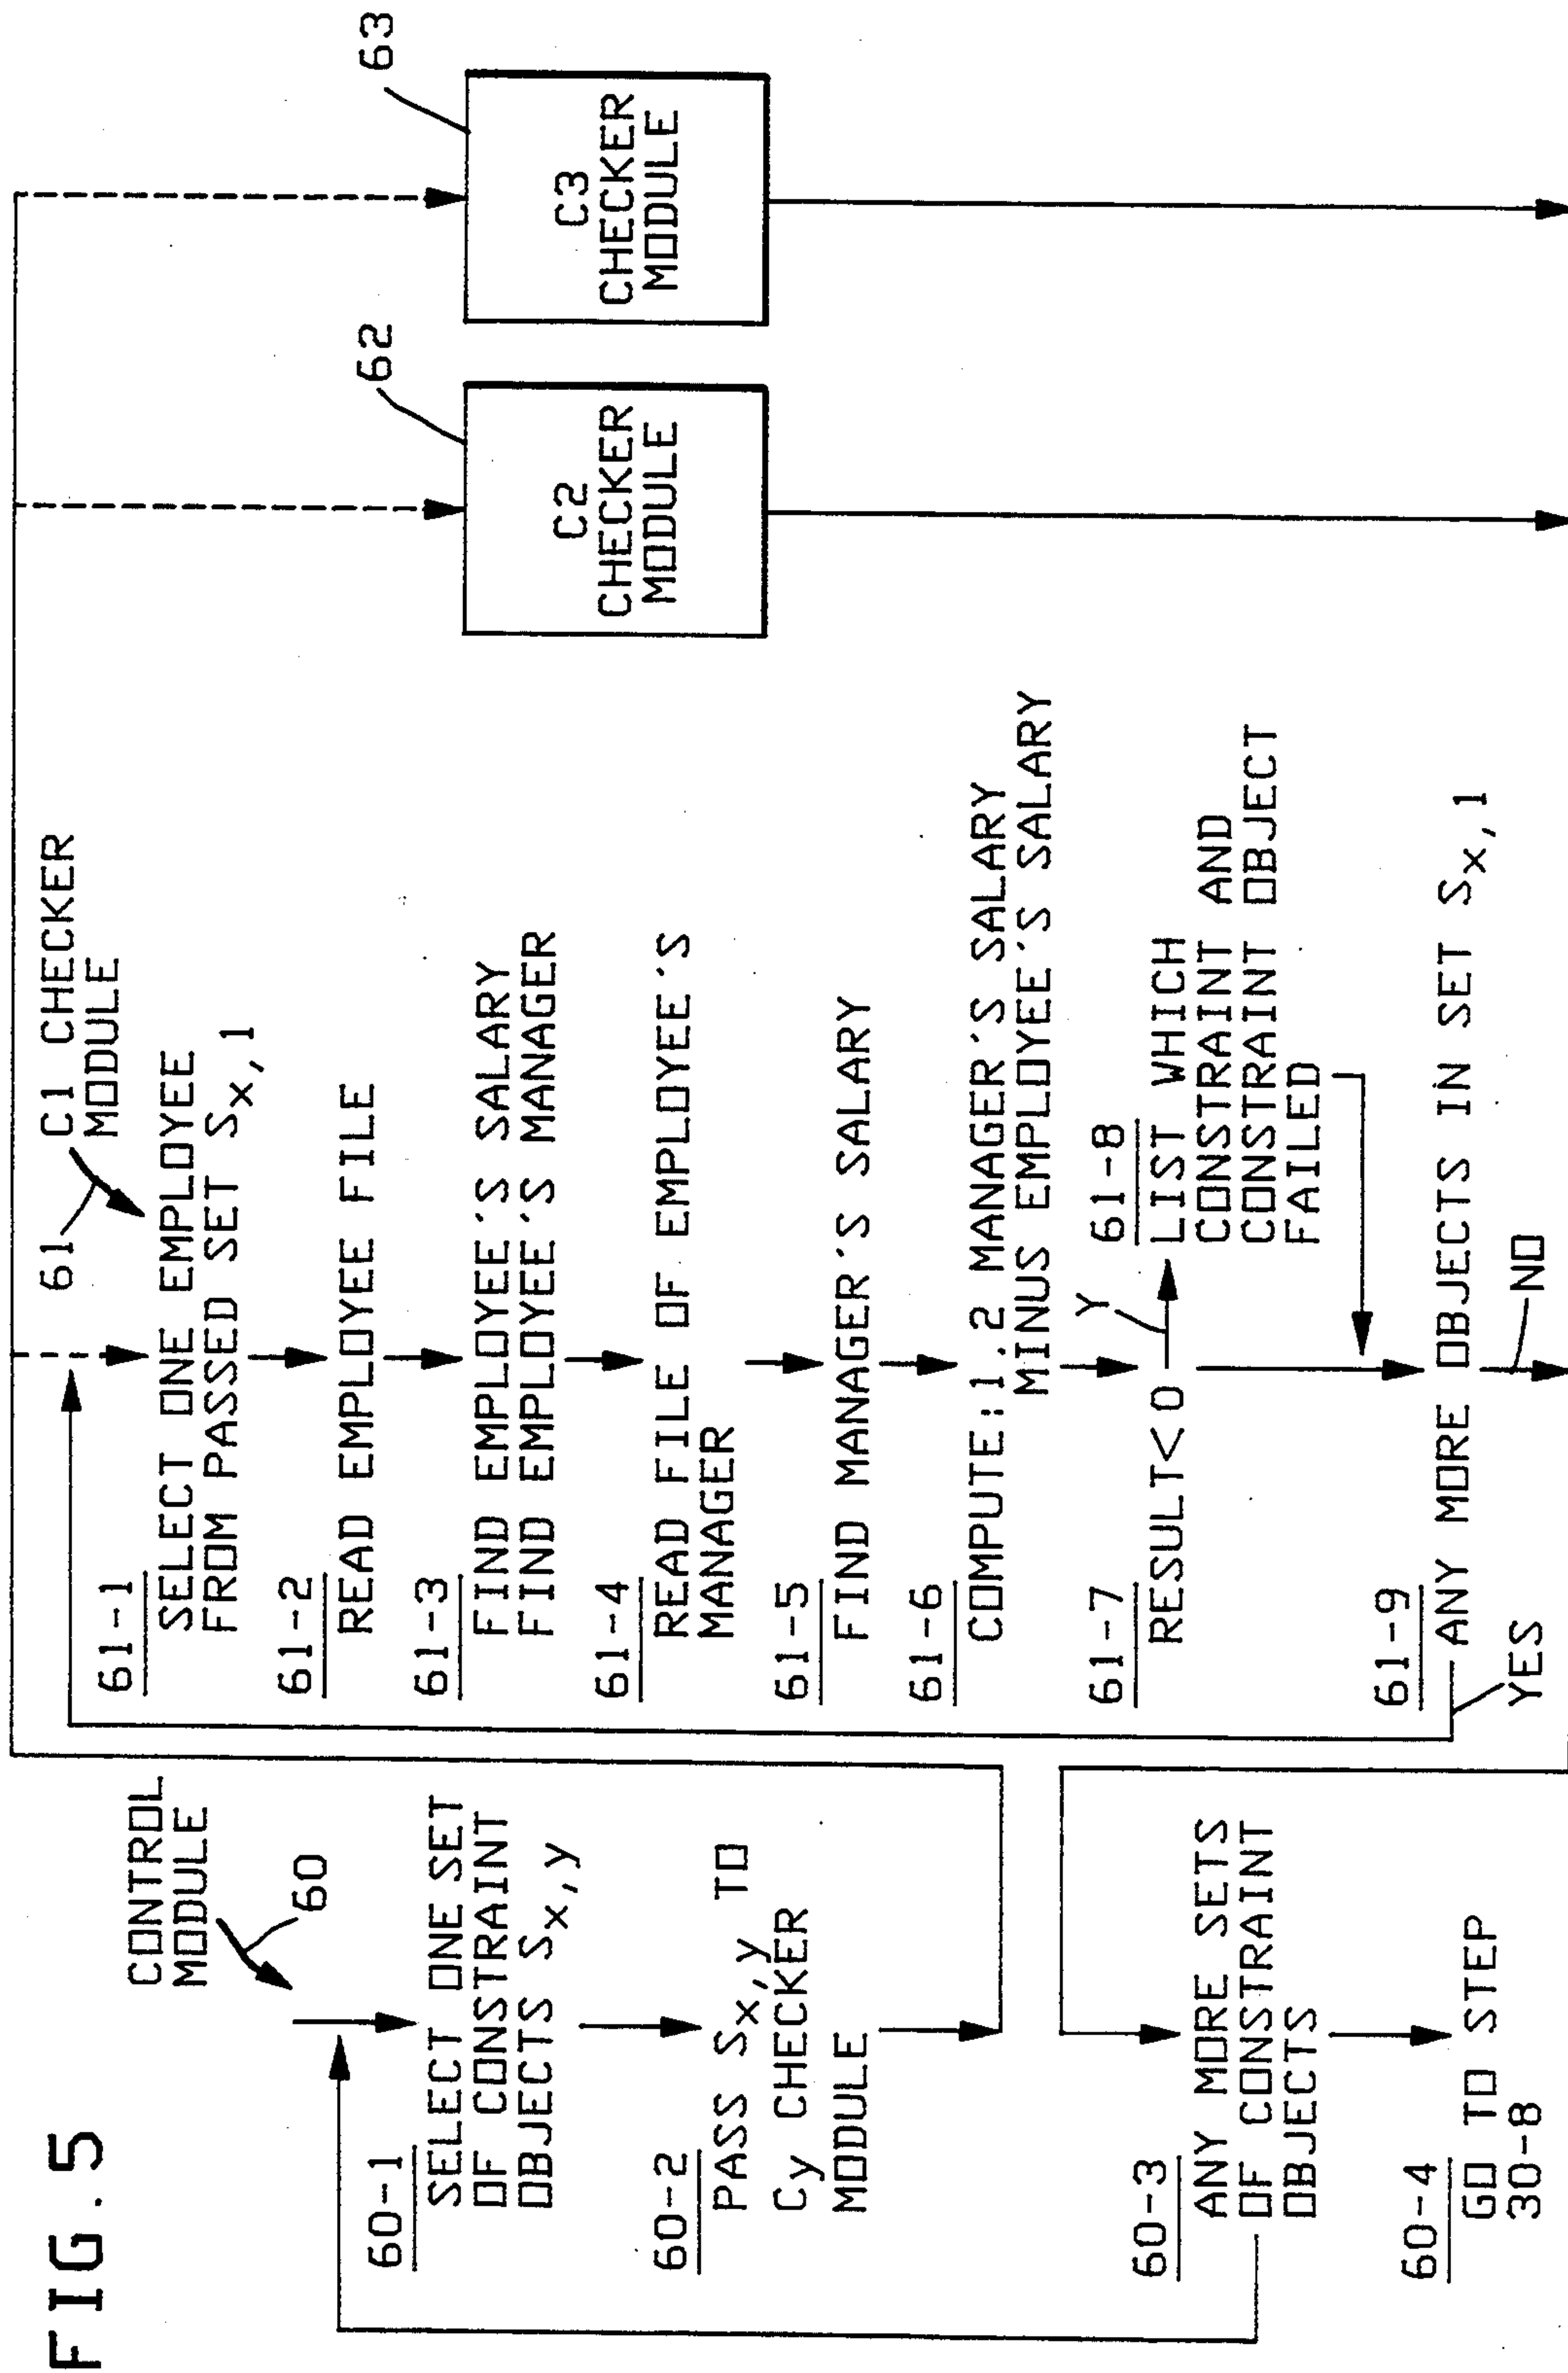 FIG.5
CONTROL
MODULE
60
60-1
SELECT ONE SET
OF CONSTRAINT
OBJECTS Sx,y
60-2
PASS Sx,y TO
Cy CHECKER
MODULE
60-3
ANY MORE SETS
OF CONSTRAINT
OBJECTS
60-4
GO TO STEP
30-8
61
C1 CHECKER
MODULE
61-1
SELECT ONE EMPLOYEE
FROM PASSED SET Sx,1
61-2
READ EMPLOYEE FILE
61-3
FIND EMPLOYEE'S SALARY
FIND EMPLOYEE'S MANAGER
61-4
READ FILE OF EMPLOYEE'S
MANAGER
61-5
FIND MANAGER'S SALARY
61-6
COMPUTE:1.2 MANAGER'S SALARY
MINUS EMPLOYEE'S SALARY
61-7
RESULT<0
Y
61-8
LIST WHICH
CONSTRAINT AND
CONSTRAINT OBJECT
FAILED
61-9
ANY MORE OBJECTS IN SET Sx,1
YES
NO
62
C2
CHECKER
MODULE
63
C3
CHECKER
MODULE